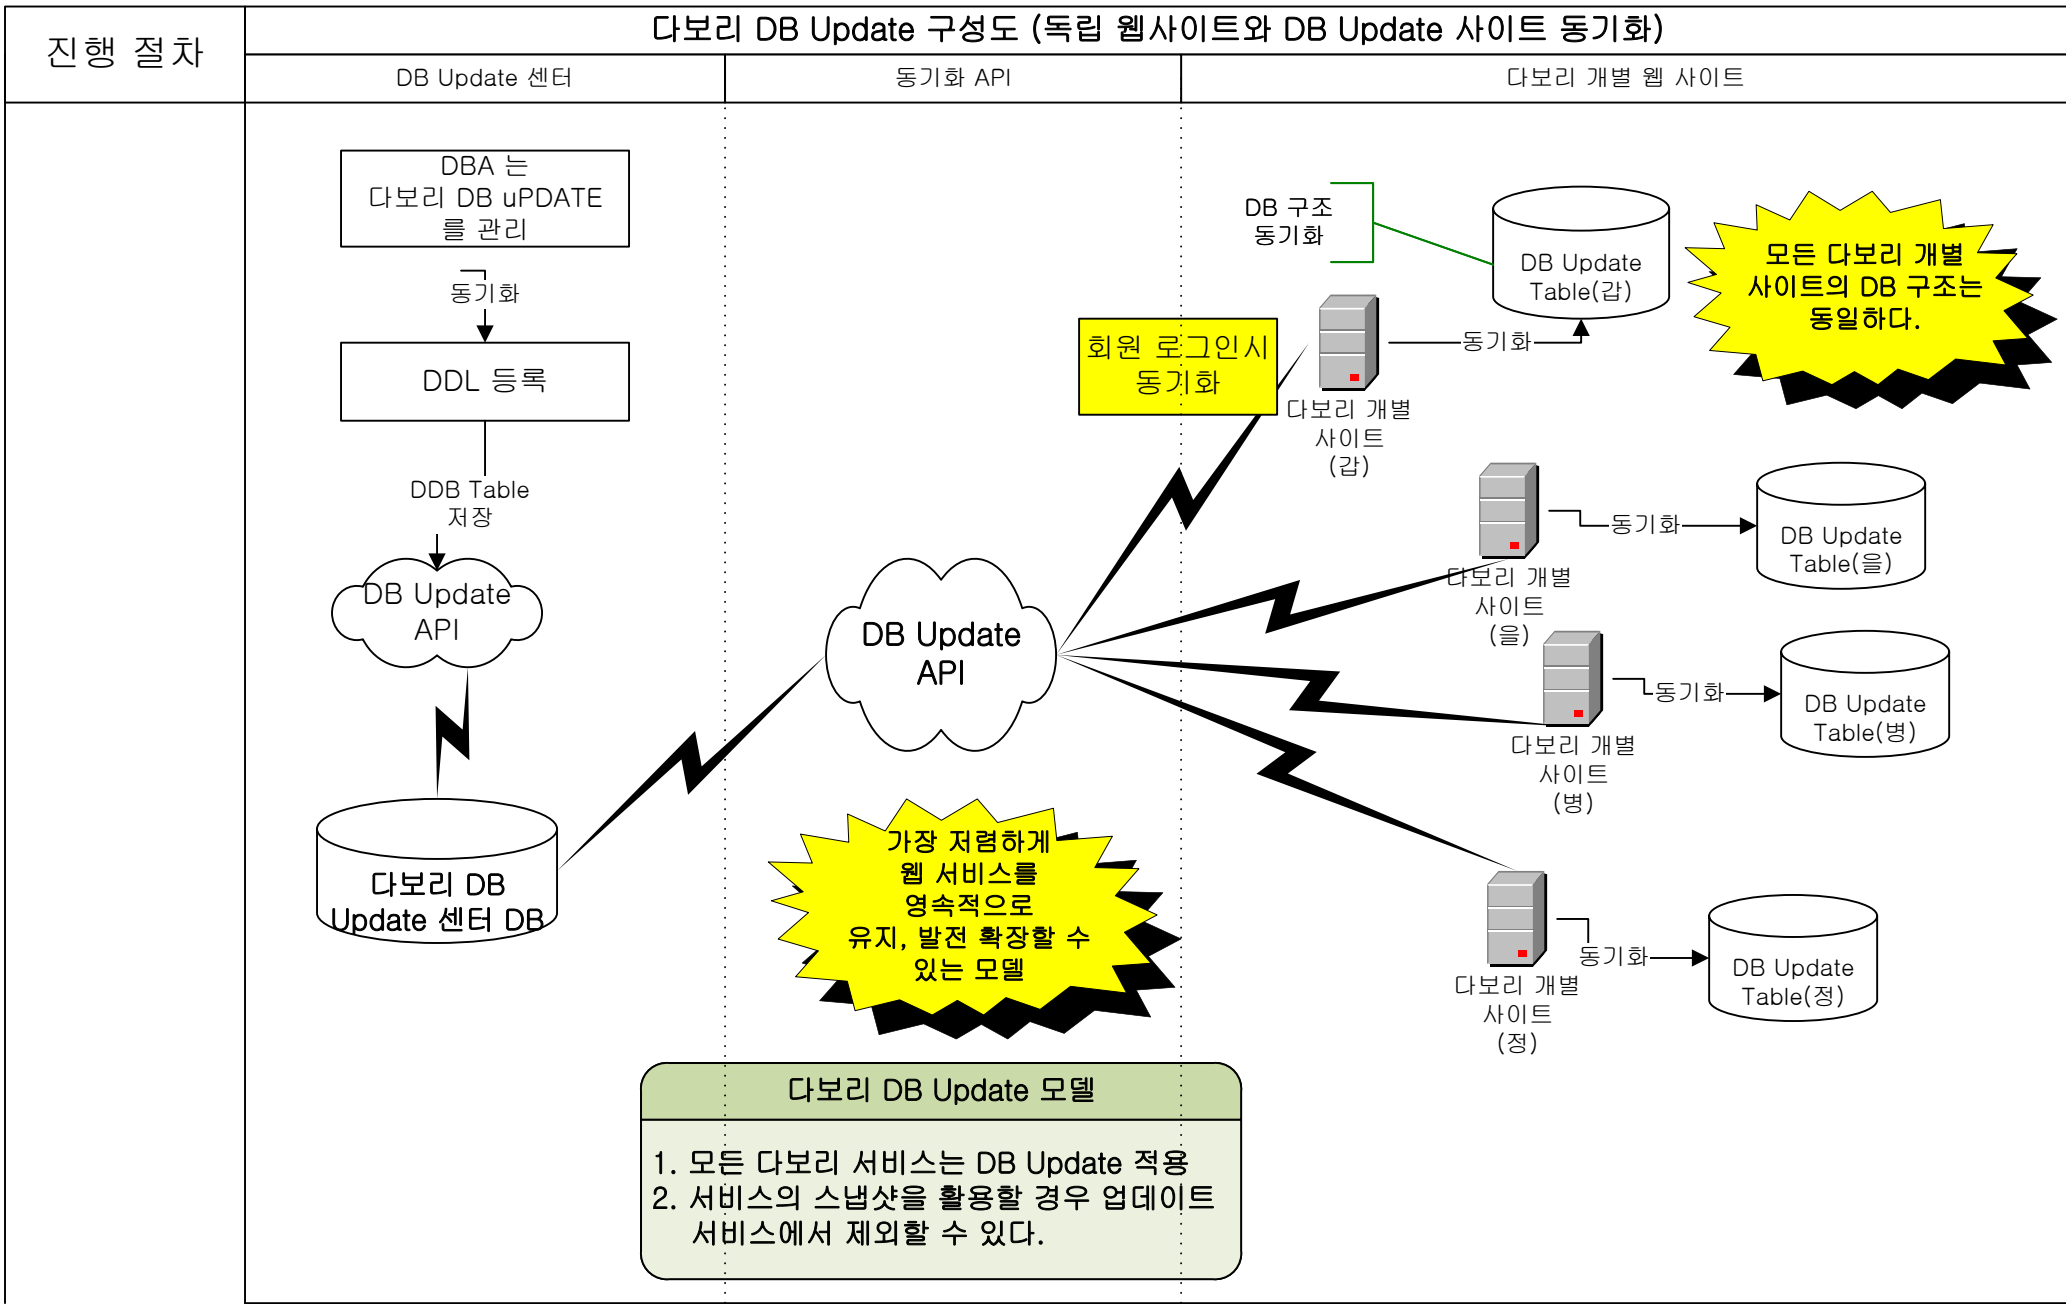 진행 절차
다보리 DB Update 구성도 (독립 웹사이트와 DB Update 사이트 동기화)
DB Update 센터
동기화 API
다보리 개별 웹 사이트
DBA 는
다보리 DB uPDATE
를 관리
동기화
DDL 등록
DDB Table
저장
DB Update
API
다보리 DB
Update 센터 DB
DB Update
API
회원 로그인시
동기화
가장 저렴하게
웹 서비스를
영속적으로
유지, 발전 확장할 수
있는 모델
DB 구조
동기화
DB Update
Table(갑)
모든 다보리 개별
사이트의 DB 구조는
동일하다.
동기화
다보리 개별
사이트
(갑)
동기화
DB Update
Table(을)
다보리 개별
사이트
(을)
동기화
DB Update
Table(병)
다보리 개별
사이트
(병)
동기화
DB Update
Table(정)
다보리 개별
사이트
(정)
다보리 DB Update 모델
1. 모든 다보리 서비스는 DB Update 적용
2. 서비스의 스냅샷을 활용할 경우 업데이트
서비스에서 제외할 수 있다.